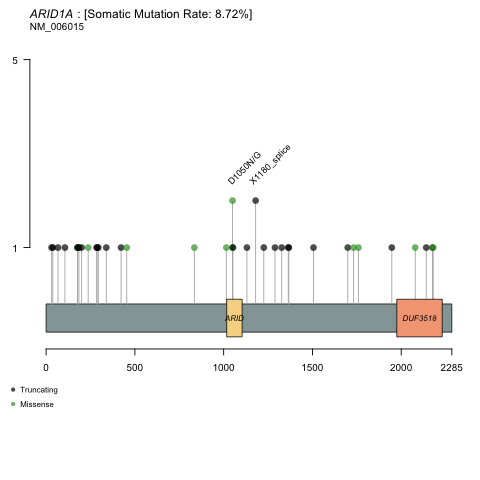 ARID1A : [Somatic Mutation Rate: 8.72%]
NM_006015
5
D1050N/G
X1180_splice
1
ARID
DUF3518
0 500 1000 1500 2000 2285
Truncating
Missense